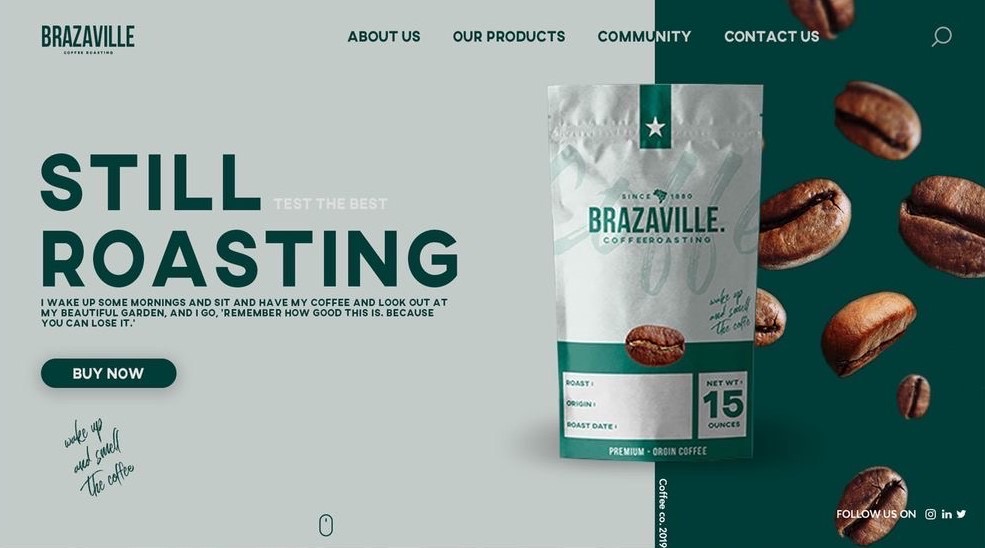 BRAZAVILLE
COFFEE ROASTING
ABOUT US
OUR PRODUCTS
COMMUNITY
CONTACT US
STILL
TEST THE BEST
ROASTING
I WAKE UP SOME MORNINGS AND SIT AND HAVE MY COFFEE AND LOOK OUT AT
MY BEAUTIFUL GARDEN, AND I GO, 'REMEMBER HOW GOOD THIS IS. BECAUSE
YOU CAN LOSE IT.'
BUY NOW
wake up
and smell
the coffee
Coffee
SINCE 1880
BRAZAVILLE.
COFFEEROASTING
wake up
and smell
the coffe
ROAST :
ORIGIN :
ROAST DATE :
NET WT :
15
OUNCES
PREMIUM - ORGIN COFFEE
Coffee co. 2019
FOLLOW US ON